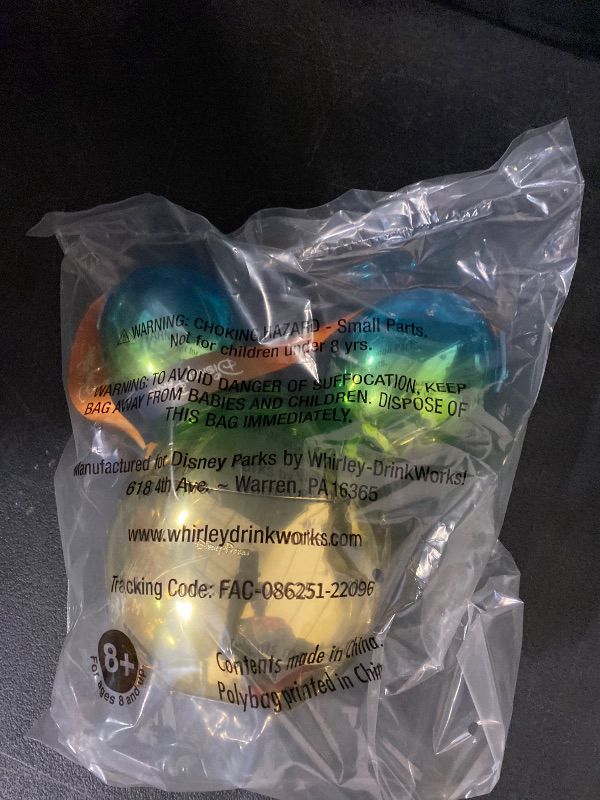 ⚠ WARNING: CHOKING HAZARD - Small Parts.
Not for children under 8 yrs.
WARNING: TO AVOID DANGER OF SUFFOCATION, KEEP
BAG AWAY FROM BABIES AND CHILDREN. DISPOSE OF
THIS BAG IMMEDIATELY.
Manufactured for Disney Parks by Whirley-DrinkWorks!
618 4th Ave. ~ Warren, PA 16365
www.whirleydrinkworks.com
Disney Parks
Tracking Code: FAC-086251-22096
8+
For ages 8 and up
Contents made in China.
Polybag printed in Chin